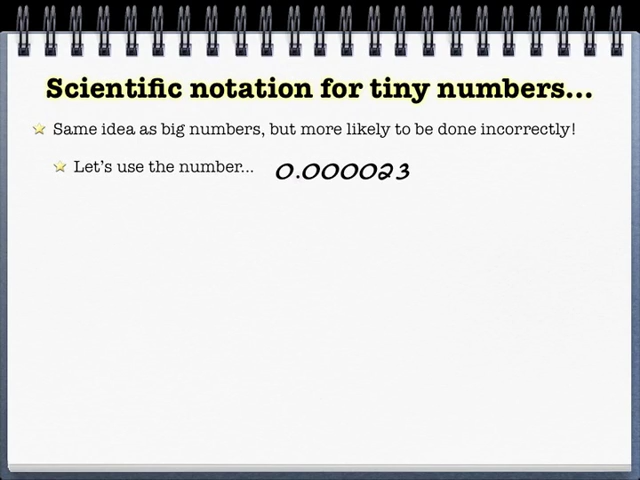 Scientific notation for tiny numbers...
Same idea as big numbers, but more likely to be done incorrectly!
Let's use the number... 0.000023